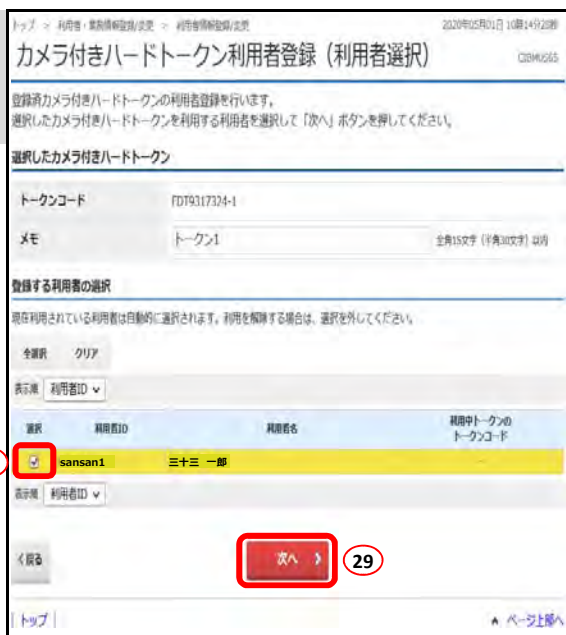 トップ > 利用者・業務情報登録/変更 > 利用者情報登録/変更 2020年05月01日 10時14分28秒
カメラ付きハードトークン利用者登録（利用者選択）
登録済カメラ付きハードトークンの利用者登録を行います。
選択したカメラ付きハードトークンを利用する利用者を選択して「次へ」ボタンを押してください。
選択したカメラ付きハードトークン
トークンコード FDT9317324-1
メモ トークン1 全角15文字（半角30文字）以内
登録する利用者の選択
現在利用されている利用者は自動的に選択されます。利用を解除する場合は、選択を外してください。
全選択 クリア
表示順 利用者ID
選択 利用者ID 利用者名 利用中トークンの
トークンコード
sansan1 三十三 一郎
表示順 利用者ID
く戻る 次へ 29
| トップ | ▲ ページ上部へ